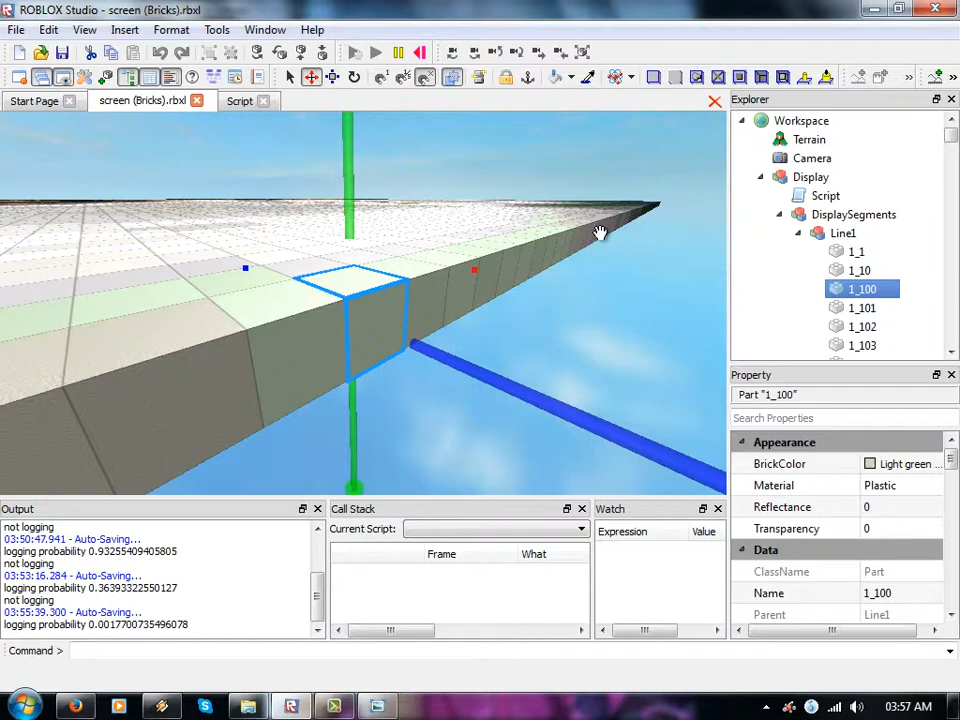 ROBLOX Studio - screen (Bricks).rbxl
File Edit View Insert Format Tools Window Help
Start Page
screen (Bricks).rbxl
Script
Explorer
Workspace
Terrain
Camera
Display
Script
DisplaySegments
Line1
1_1
1_10
1_100
1_101
1_102
1_103
Property
Part "1_100"
Search Properties
Appearance
BrickColor Light green ...
Material Plastic
Reflectance 0
Transparency 0
Data
ClassName Part
Name 1_100
Parent Line1
Output
not logging
03:50:47.941 - Auto-Saving...
logging probability 0.93255409405805
not logging
03:53:16.284 - Auto-Saving...
logging probability 0.36393322550127
not logging
03:55:39.300 - Auto-Saving...
logging probability 0.0017700735496078
Call Stack
Current Script:
Frame What
Watch
Expression Value
Command >
03:57 AM